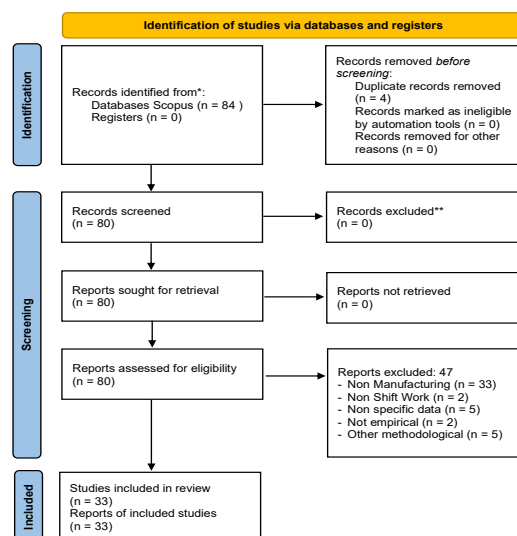 Identification of studies via databases and registers
Identification
Records identified from*:
Databases Scopus (n = 84 )
Registers (n = 0)
Records removed before
screening:
Duplicate records removed
(n = 4)
Records marked as ineligible
by automation tools (n = 0)
Records removed for other
reasons (n = 0)
Screening
Records screened
(n = 80)
Records excluded**
(n = 0)
Reports sought for retrieval
(n = 80)
Reports not retrieved
(n = 0)
Reports assessed for eligibility
(n = 80)
Reports excluded: 47
- Non Manufacturing (n = 33)
- Non Shift Work (n = 2)
- Non specific data (n = 5)
- Not empirical (n = 2)
- Other methodological (n = 5)
Included
Studies included in review
(n = 33)
Reports of included studies
(n = 33)